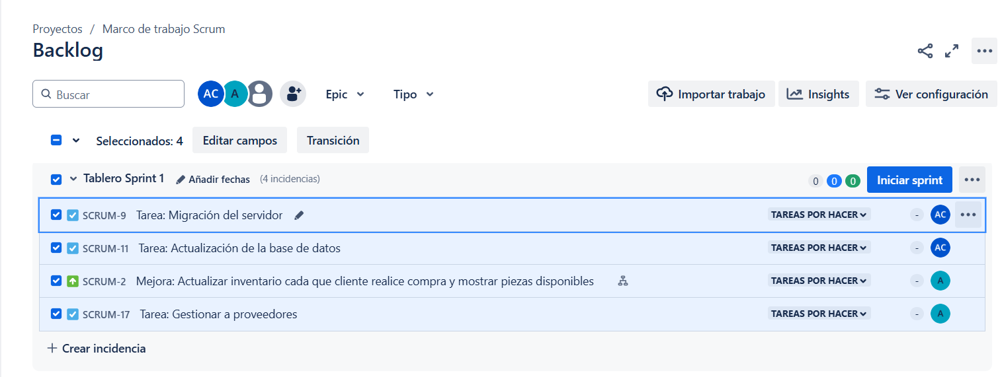 Proyectos / Marco de trabajo Scrum
Backlog
Buscar AC A Epic Tipo Importar trabajo Insights Ver configuración
Seleccionados: 4 Editar campos Transición
Tablero Sprint 1 Añadir fechas (4 incidencias) 0 0 0 Iniciar sprint
SCRUM-9 Tarea: Migración del servidor TAREAS POR HACER - AC
SCRUM-11 Tarea: Actualización de la base de datos TAREAS POR HACER - AC
SCRUM-2 Mejora: Actualizar inventario cada que cliente realice compra y mostrar piezas disponibles TAREAS POR HACER - A
SCRUM-17 Tarea: Gestionar a proveedores TAREAS POR HACER - A
+ Crear incidencia